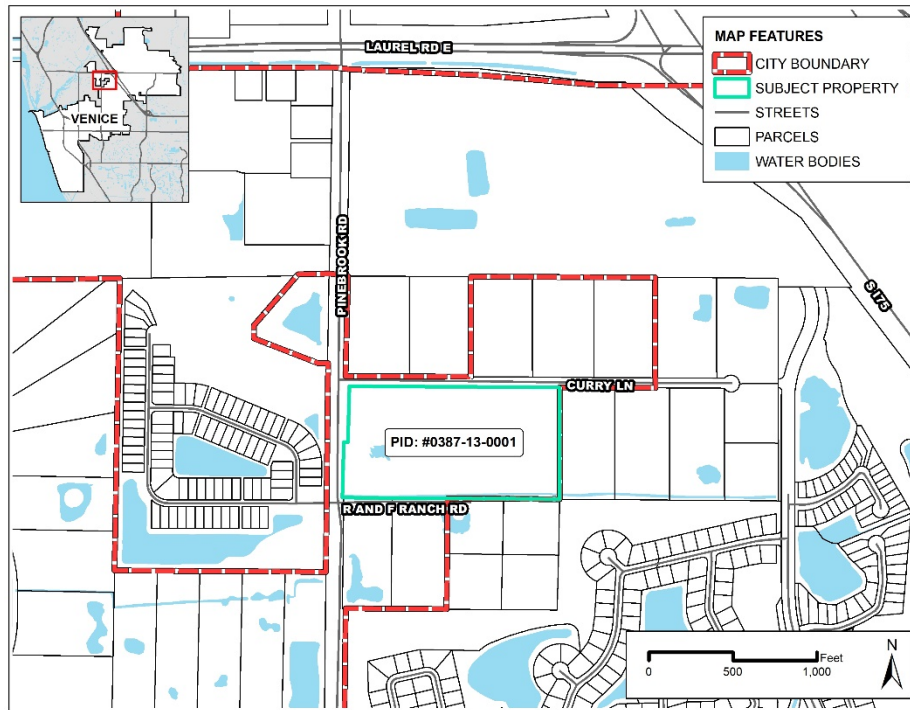 LAUREL RD E
MAP FEATURES
CITY BOUNDARY
SUBJECT PROPERTY
STREETS
PARCELS
WATER BODIES
VENICE
PINEBROOK RD
S I75
CURRY LN
PID: #0387-13-0001
R AND F RANCH RD
N
Feet
0 500 1,000